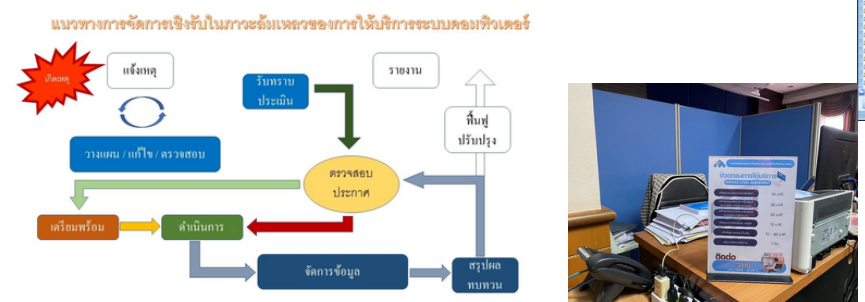 แนวทางการจัดการเชิงรับในภาวะล้มเหลวของการให้บริการระบบคอมพิวเตอร์
เกิดเหตุ
แจ้งเหตุ
รับทราบ
ประเมิน
รายงาน
ฟื้นฟู
ปรับปรุง
วางแผน / แก้ไข / ตรวจสอบ
ตรวจสอบ
ประกาศ
เตรียมพร้อม
ดำเนินการ
จัดการข้อมูล
สรุปผล
ทบทวน
ข้อตกลงการให้บริการ
ติดต่อ